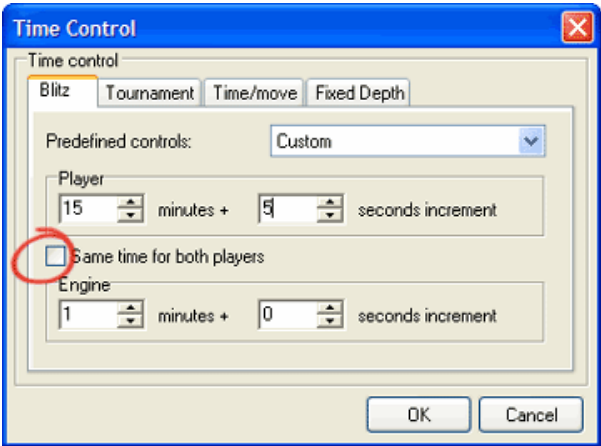 Time Control
Time control
Blitz Tournament Time/move Fixed Depth
Predefined controls: Custom
Player
15 minutes + 5 seconds increment
Same time for both players
Engine
1 minutes + 0 seconds increment
OK Cancel